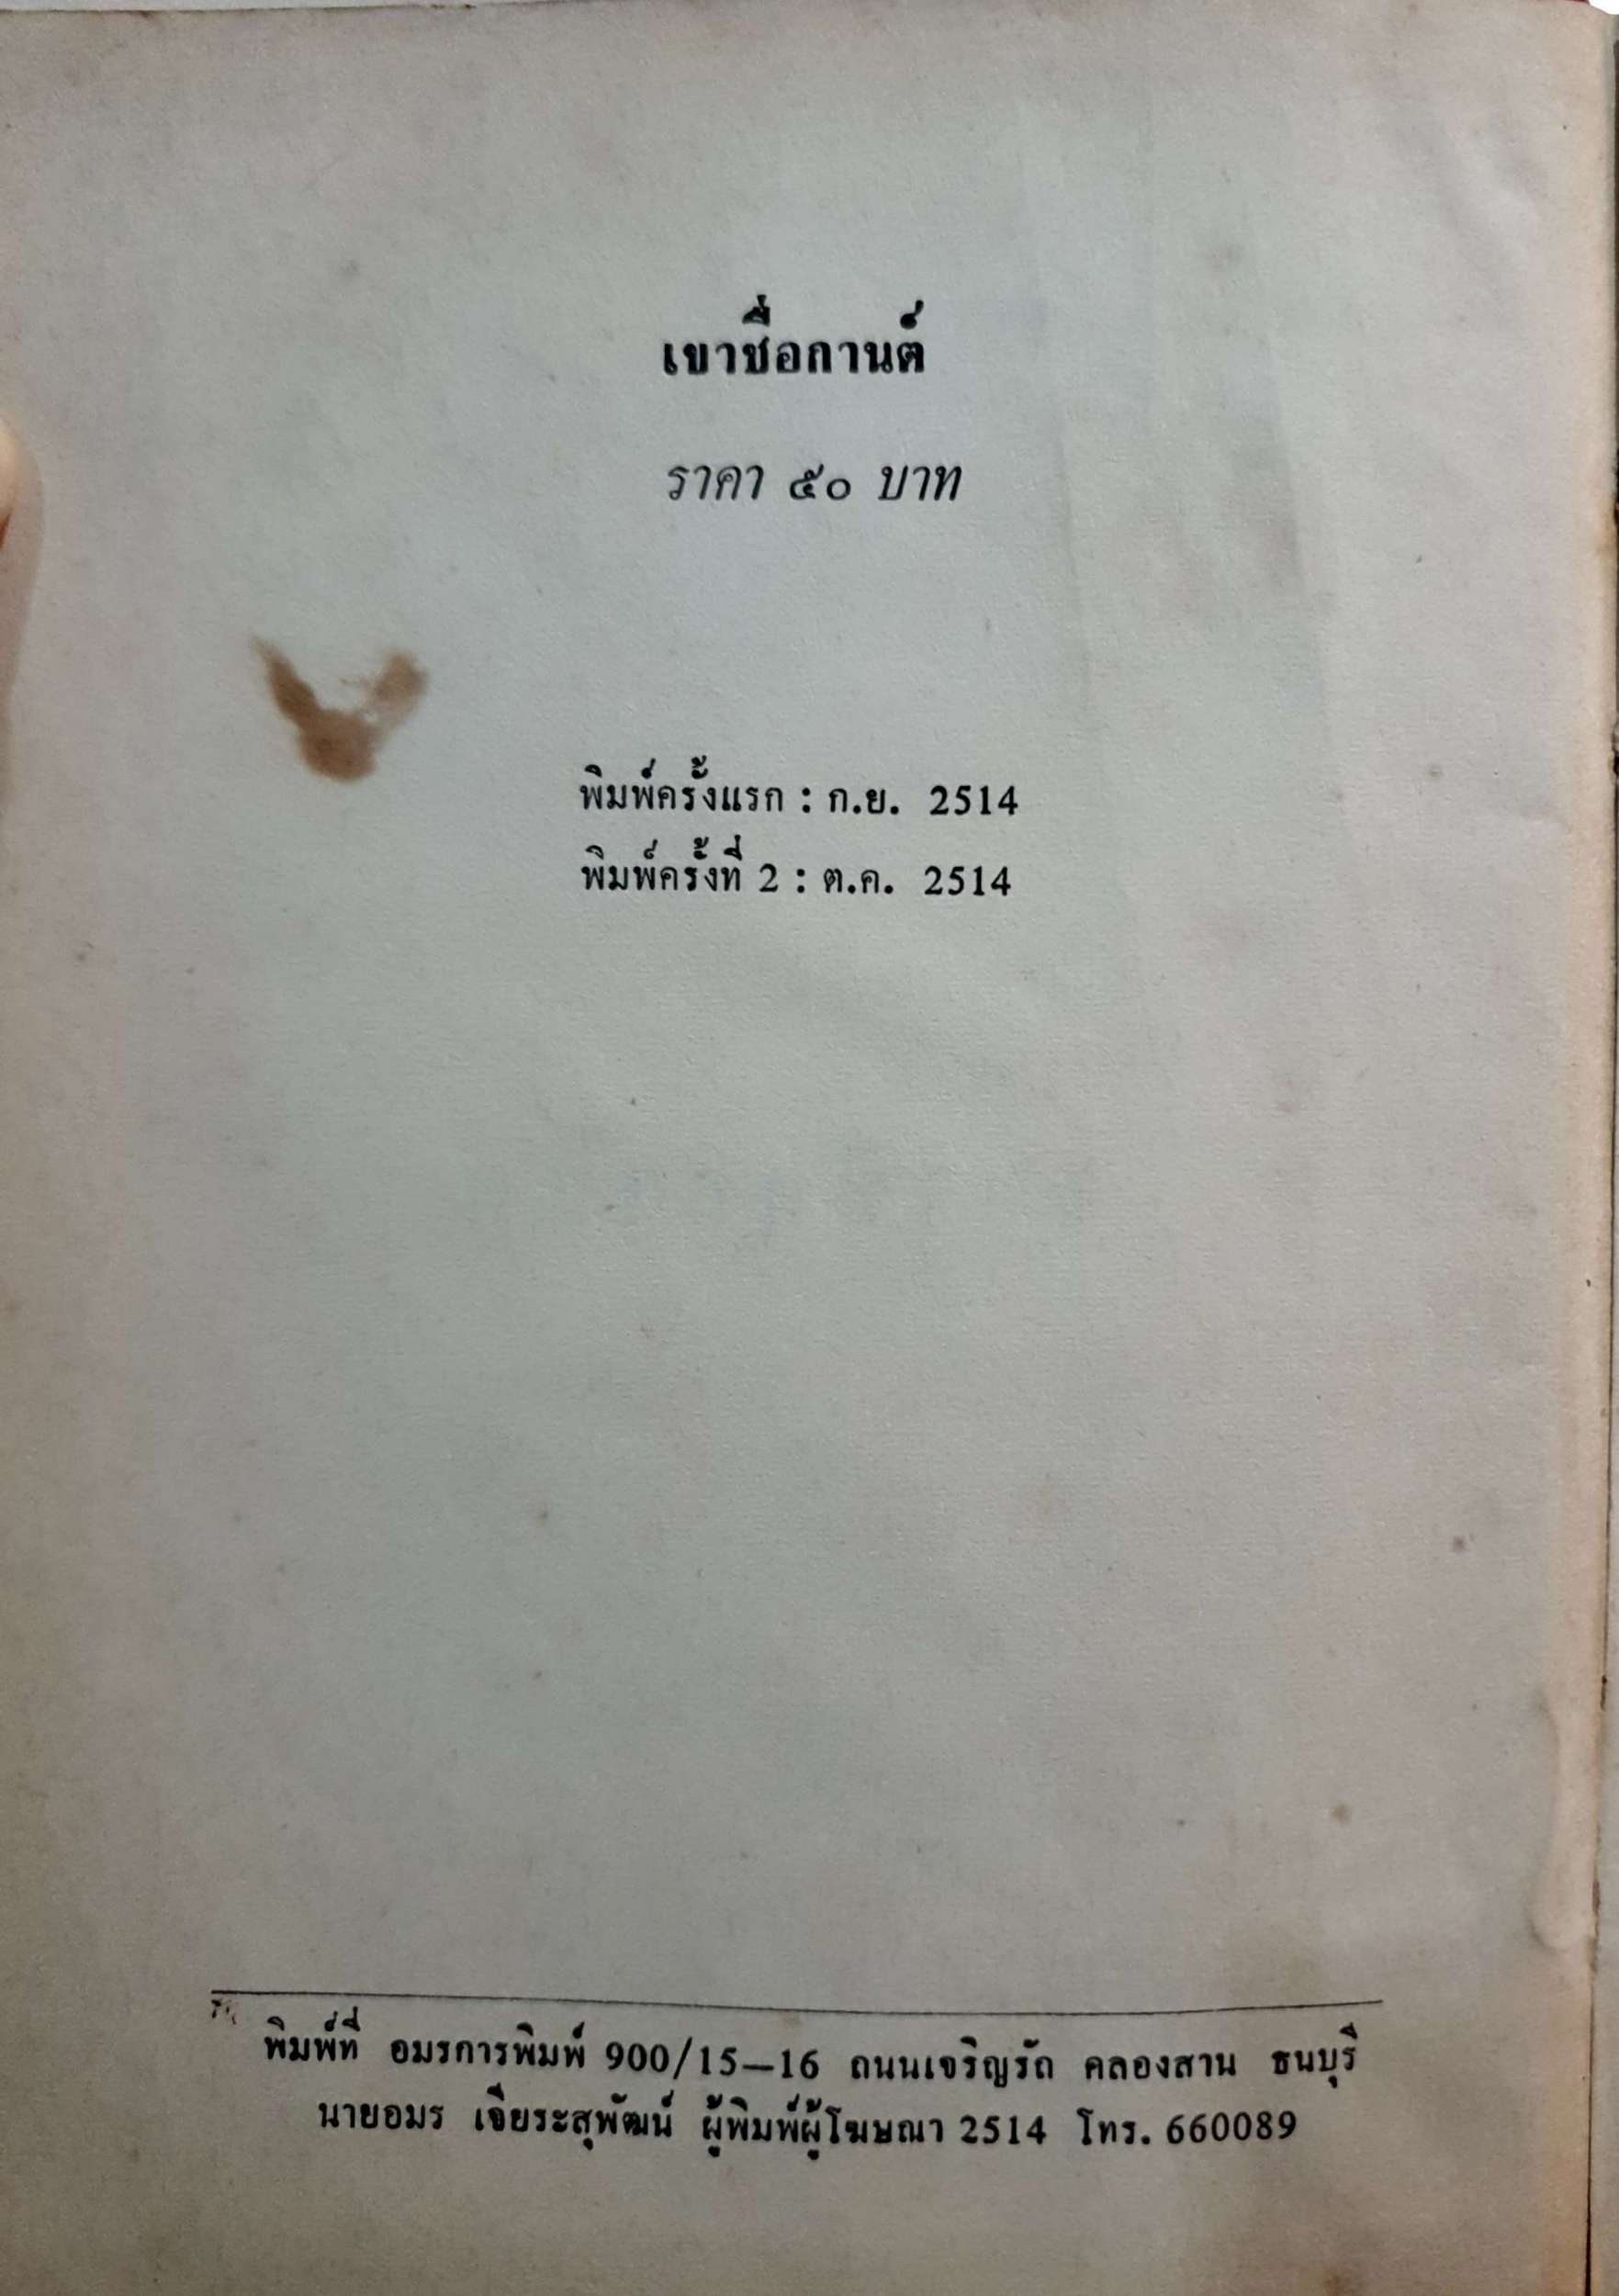 เขาชื่อกานต์
ราคา ๕๐ บาท
พิมพ์ครั้งแรก : ก.ย. 2514
พิมพ์ครั้งที่ 2 : ต.ค. 2514
พิมพ์ที่ อมรการพิมพ์ 900/15–16 ถนนเจริญรัถ คลองสาน ธนบุรี
นายอมร เจียระสุพัฒน์ ผู้พิมพ์ผู้โฆษณา 2514 โทร. 660089